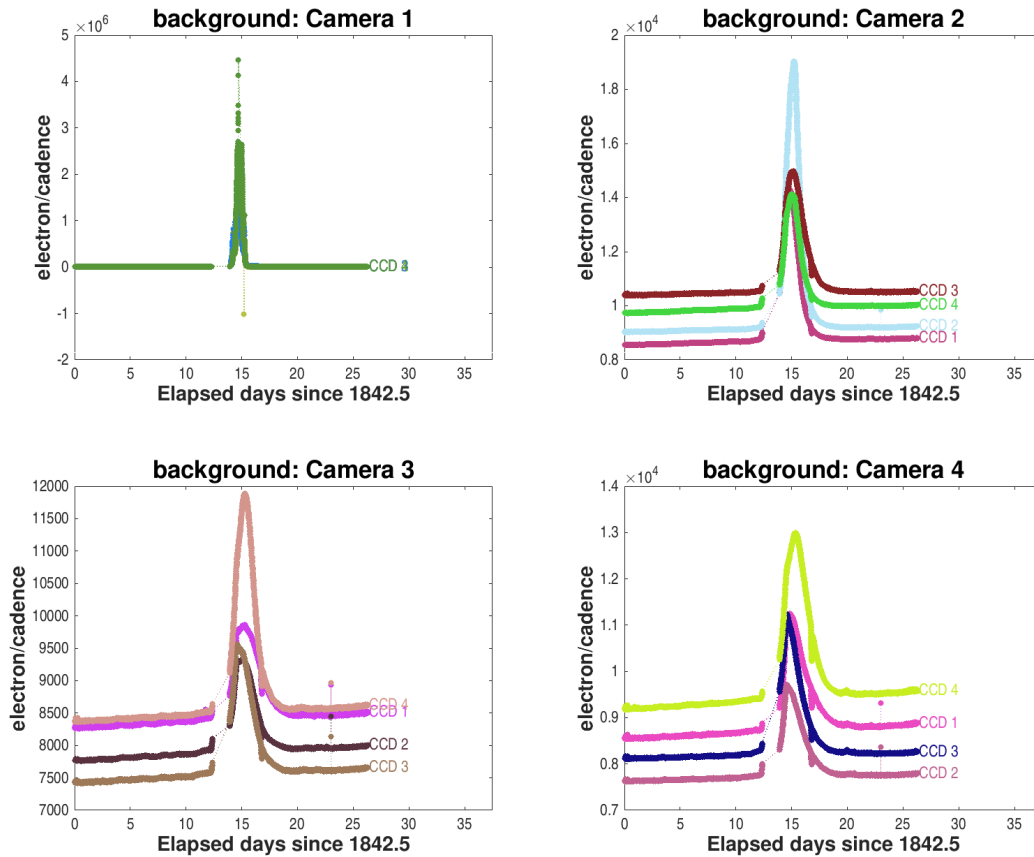 background: Camera 1
×10⁶
5
4
3
2
1
0
-1
-2
electron/cadence
0 5 10 15 20 25 30 35
Elapsed days since 1842.5
CCD
background: Camera 2
×10⁴
2
1.8
1.6
1.4
1.2
1
0.8
electron/cadence
CCD 3
CCD 4
CCD 2
CCD 1
0 5 10 15 20 25 30 35
Elapsed days since 1842.5
background: Camera 3
12000
11500
11000
10500
10000
9500
9000
8500
8000
7500
7000
electron/cadence
CCD 4
CCD 1
CCD 2
CCD 3
0 5 10 15 20 25 30 35
Elapsed days since 1842.5
background: Camera 4
×10⁴
1.4
1.3
1.2
1.1
1
0.9
0.8
0.7
electron/cadence
CCD 4
CCD 1
CCD 3
CCD 2
0 5 10 15 20 25 30 35
Elapsed days since 1842.5